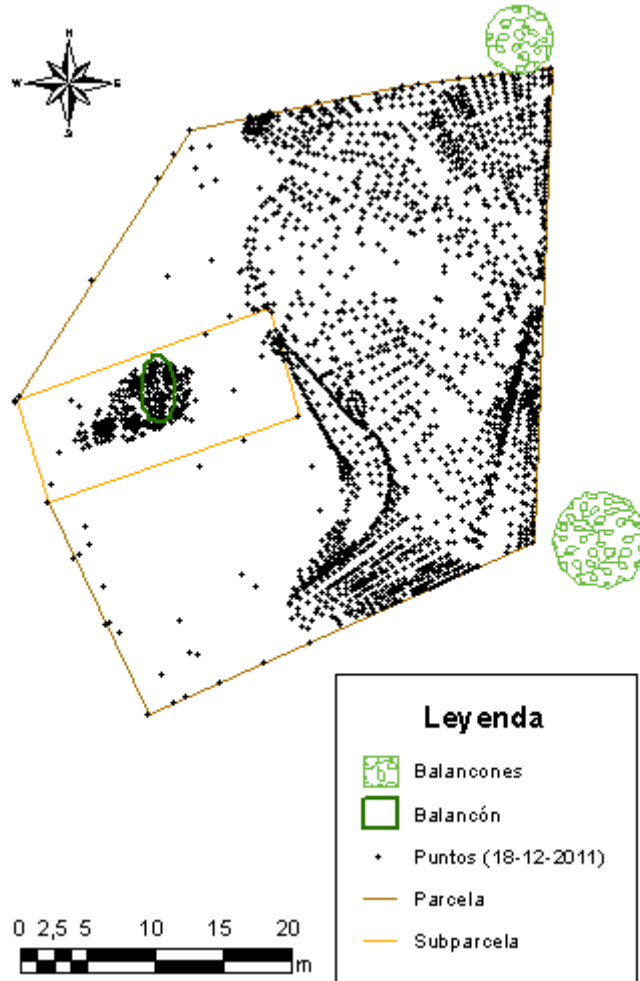 N
W E
S
Leyenda
Balancones
Balancón
Puntos (18-12-2011)
Parcela
Subparcela
0 2,5 5 10 15 20
m